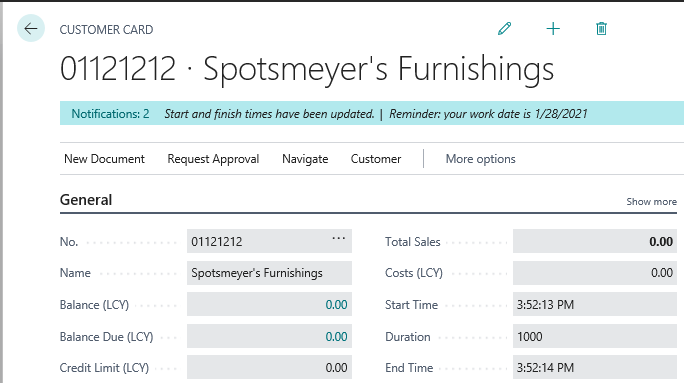 CUSTOMER CARD
01121212 · Spotsmeyer's Furnishings
Notifications: 2 Start and finish times have been updated. | Reminder: your work date is 1/28/2021
New Document Request Approval Navigate Customer More options
General Show more
No. 01121212 ... Total Sales 0.00
Name Spotsmeyer's Furnishings Costs (LCY) 0.00
Balance (LCY) 0.00 Start Time 3:52:13 PM
Balance Due (LCY) 0.00 Duration 1000
Credit Limit (LCY) 0.00 End Time 3:52:14 PM